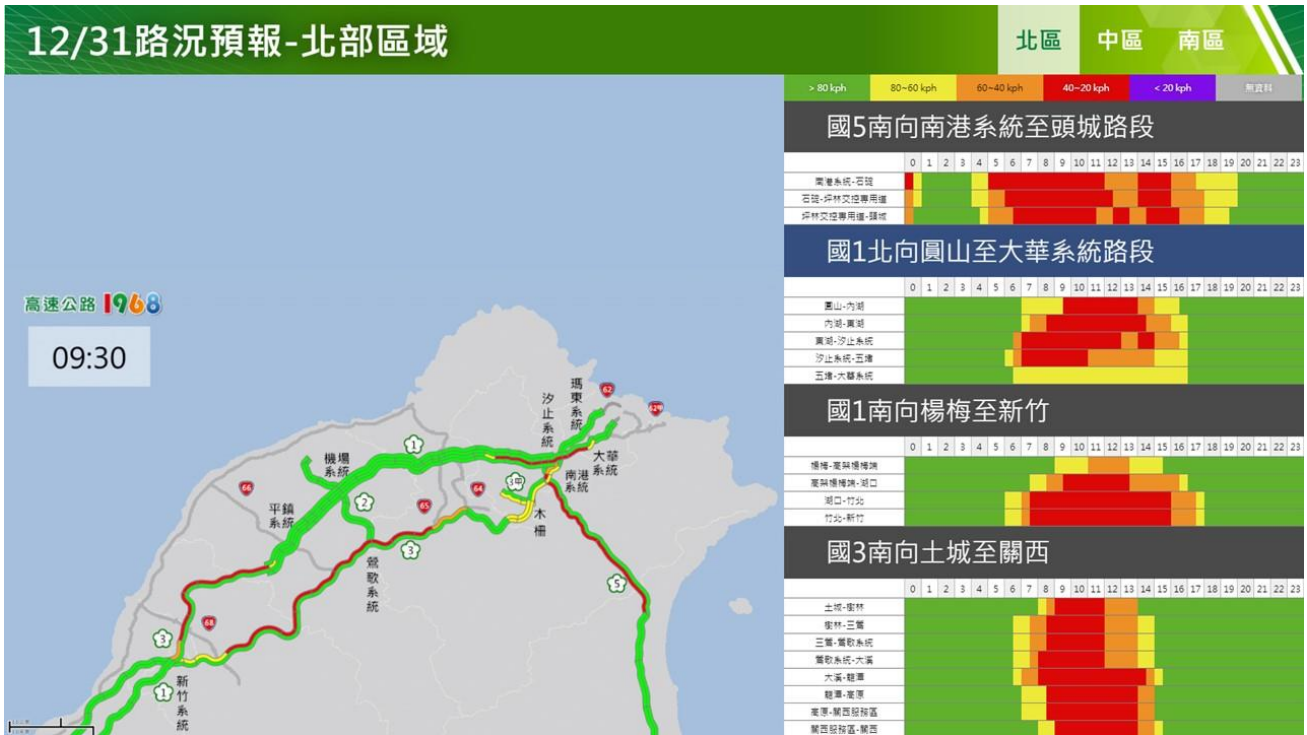 12/31路況預報-北部區域
北區 中區 南區
> 80 kph 80~60 kph 60~40 kph 40~20 kph < 20 kph 無資料
國5南向南港系統至頭城路段
0 1 2 3 4 5 6 7 8 9 10 11 12 13 14 15 16 17 18 19 20 21 22 23
南港系統-石碇
石碇-坪林交控專用道
坪林交控專用道-頭城
國1北向圓山至大華系統路段
0 1 2 3 4 5 6 7 8 9 10 11 12 13 14 15 16 17 18 19 20 21 22 23
圓山-內湖
內湖-東湖
東湖-汐止系統
汐止系統-五堵
五堵-大華系統
國1南向楊梅至新竹
0 1 2 3 4 5 6 7 8 9 10 11 12 13 14 15 16 17 18 19 20 21 22 23
楊梅-高架楊梅端
高架楊梅端-湖口
湖口-竹北
竹北-新竹
國3南向土城至關西
0 1 2 3 4 5 6 7 8 9 10 11 12 13 14 15 16 17 18 19 20 21 22 23
土城-樹林
樹林-三鶯
三鶯-鶯歌系統
鶯歌系統-大溪
大溪-龍潭
龍潭-高原
高原-關西服務區
關西服務區-關西
高速公路 1968
09:30
瑪東系統
62
62甲
汐止系統
大華系統
1
機場系統
南港系統
3甲
66
64
2
65
平鎮系統
木柵
3
鶯歌系統
5
68
3
1
新竹系統